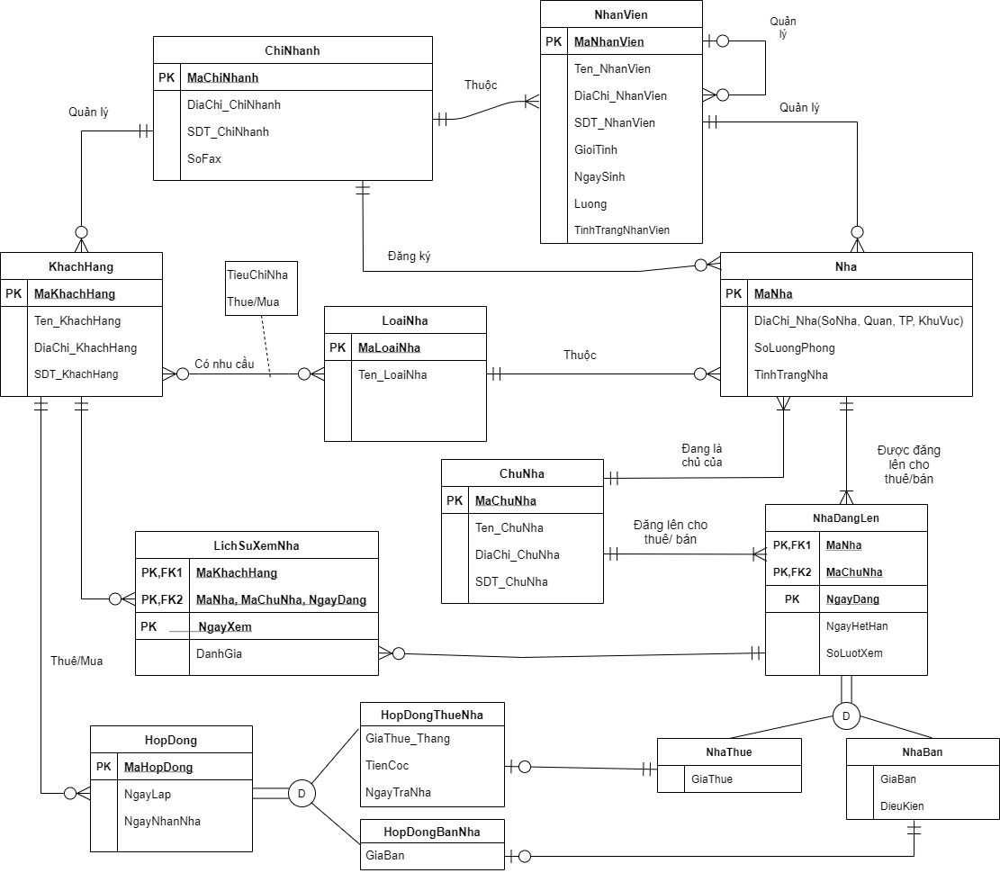 NhanVien
PK
MaNhanVien
Ten_NhanVien
DiaChi_NhanVien
SDT_NhanVien
GioiTinh
NgaySinh
Luong
TinhTrangNhanVien
Quản
lý
Quản lý
ChiNhanh
PK
MaChiNhanh
DiaChi_ChiNhanh
SDT_ChiNhanh
SoFax
Thuộc
Quản lý
Đăng ký
KhachHang
PK
MaKhachHang
Ten_KhachHang
DiaChi_KhachHang
SDT_KhachHang
TieuChiNha
Thue/Mua
Có nhu cầu
LoaiNha
PK
MaLoaiNha
Ten_LoaiNha
Thuộc
Nha
PK
MaNha
DiaChi_Nha(SoNha, Quan, TP, KhuVuc)
SoLuongPhong
TinhTrangNha
Đang là
chủ của
Được đăng
lên cho
thuê/bán
ChuNha
PK
MaChuNha
Ten_ChuNha
DiaChi_ChuNha
SDT_ChuNha
Đăng lên cho
thuê/ bán
NhaDangLen
PK,FK1
MaNha
PK,FK2
MaChuNha
PK
NgayDang
NgayHetHan
SoLuotXem
LichSuXemNha
PK,FK1
MaKhachHang
PK,FK2
MaNha, MaChuNha, NgayDang
PK
NgayXem
DanhGia
Thuê/Mua
HopDong
PK
MaHopDong
NgayLap
NgayNhanNha
D
HopDongThueNha
GiaThue_Thang
TienCoc
NgayTraNha
HopDongBanNha
GiaBan
D
NhaThue
GiaThue
NhaBan
GiaBan
DieuKien